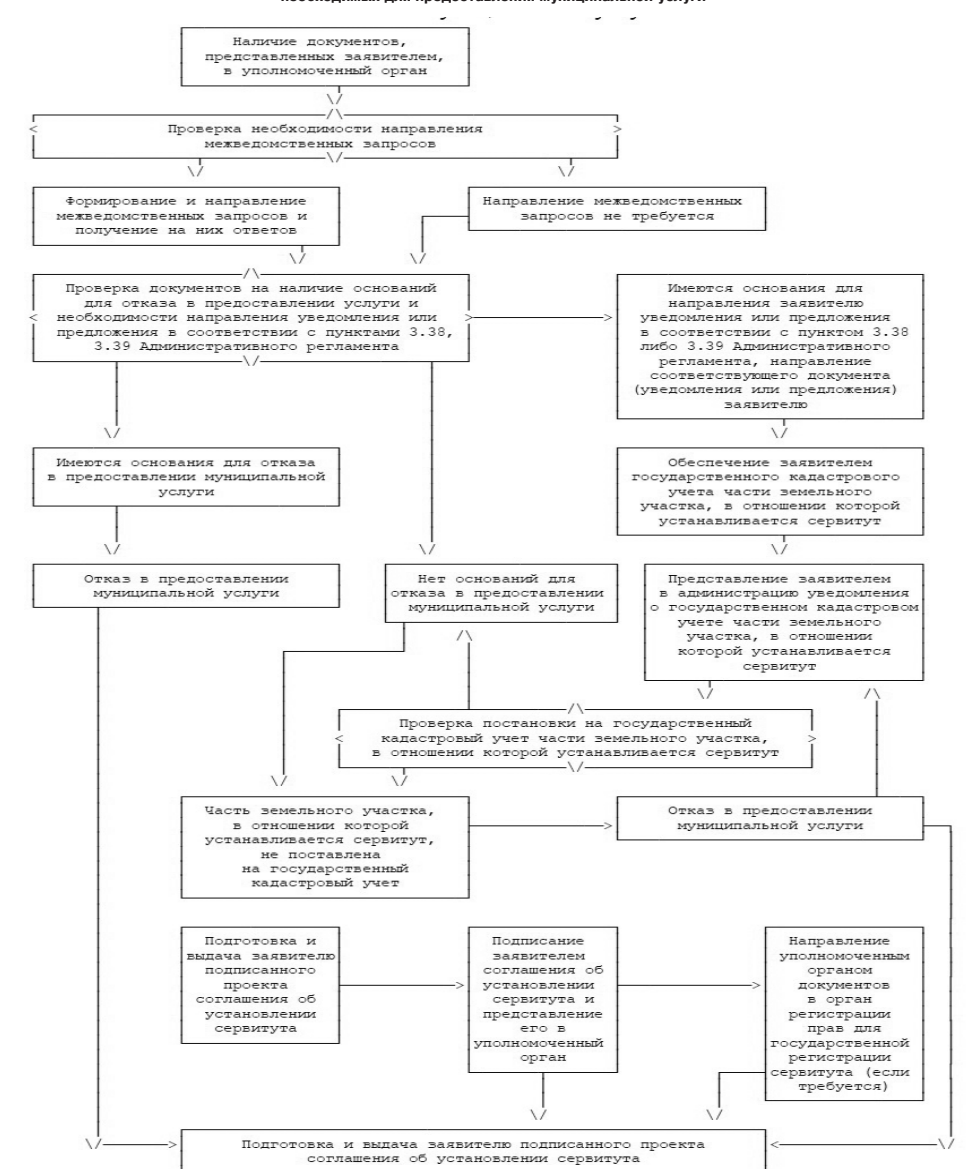 необходимых для предоставления муниципальной услуги
Наличие документов,
представленных заявителем,
в уполномоченный орган
Проверка необходимости направления
межведомственных запросов
Формирование и направление
межведомственных запросов и
получение на них ответов
Направление межведомственных
запросов не требуется
Проверка документов на наличие оснований
для отказа в предоставлении услуги и
необходимости направления уведомления или
предложения в соответствии с пунктами 3.38,
3.39 Административного регламента
Имеются основания для
направления заявителю
уведомления или предложения
в соответствии с пунктом 3.38
либо 3.39 Административного
регламента, направление
соответствующего документа
(уведомления или предложения)
заявителю
Имеются основания для отказа
в предоставлении муниципальной
услуги
Обеспечение заявителем
государственного кадастрового
учета части земельного
участка, в отношении которой
устанавливается сервитут
Отказ в предоставлении
муниципальной услуги
Нет оснований для
отказа в предоставлении
муниципальной услуги
Представление заявителем
в администрацию уведомления
о государственном кадастровом
учете части земельного
участка, в отношении
которой устанавливается
сервитут
Проверка постановки на государственный
кадастровый учет части земельного участка,
в отношении которой устанавливается сервитут
Часть земельного участка,
в отношении которой
устанавливается сервитут,
не поставлена
на государственный
кадастровый учет
Отказ в предоставлении
муниципальной услуги
Подготовка и
выдача заявителю
подписанного
проекта
соглашения об
установлении
сервитута
Подписание
заявителем
соглашения об
установлении
сервитута и
представление
его в
уполномоченный
орган
Направление
уполномоченным
органом
документов
в орган
регистрации
прав для
государственной
регистрации
сервитута (если
требуется)
Подготовка и выдача заявителю подписанного проекта
соглашения об установлении сервитута